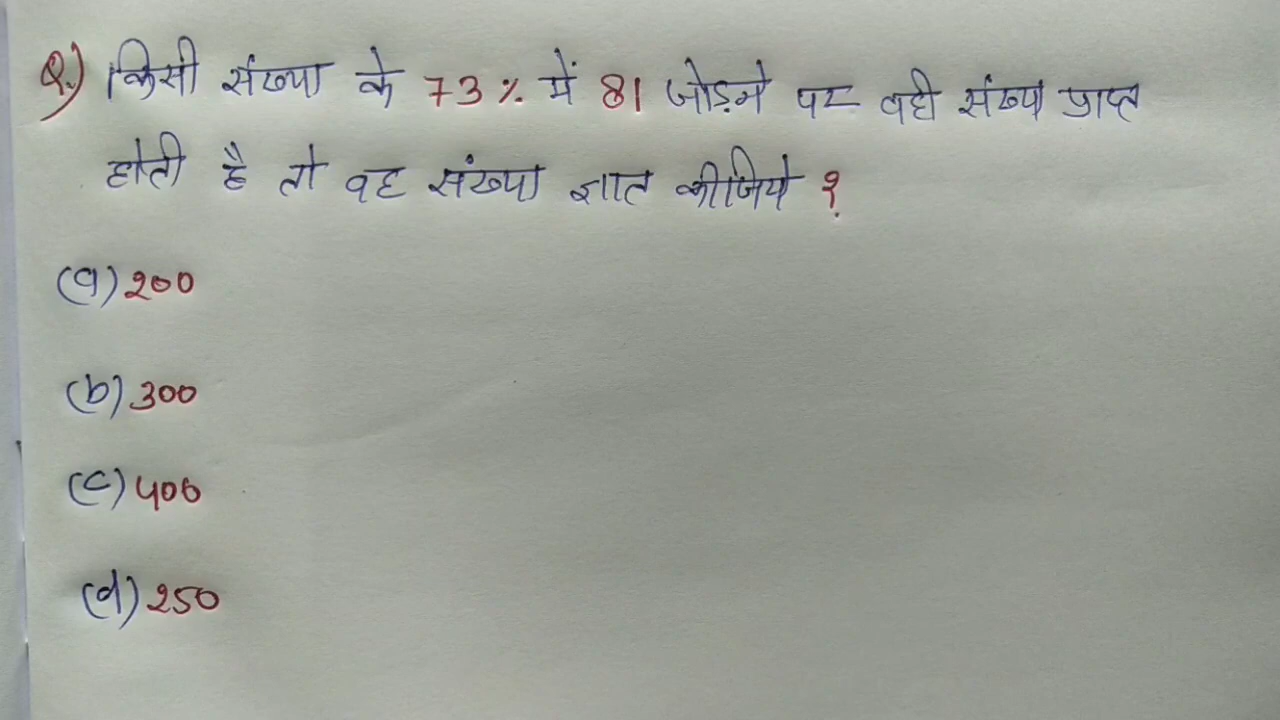 Q.) किसी संख्या के 73% में 81 जोड़ने पर वही संख्या प्राप्त
होती है तो वह संख्या ज्ञात कीजिये ?
(a) 200
(b) 300
(c) 400
(d) 250